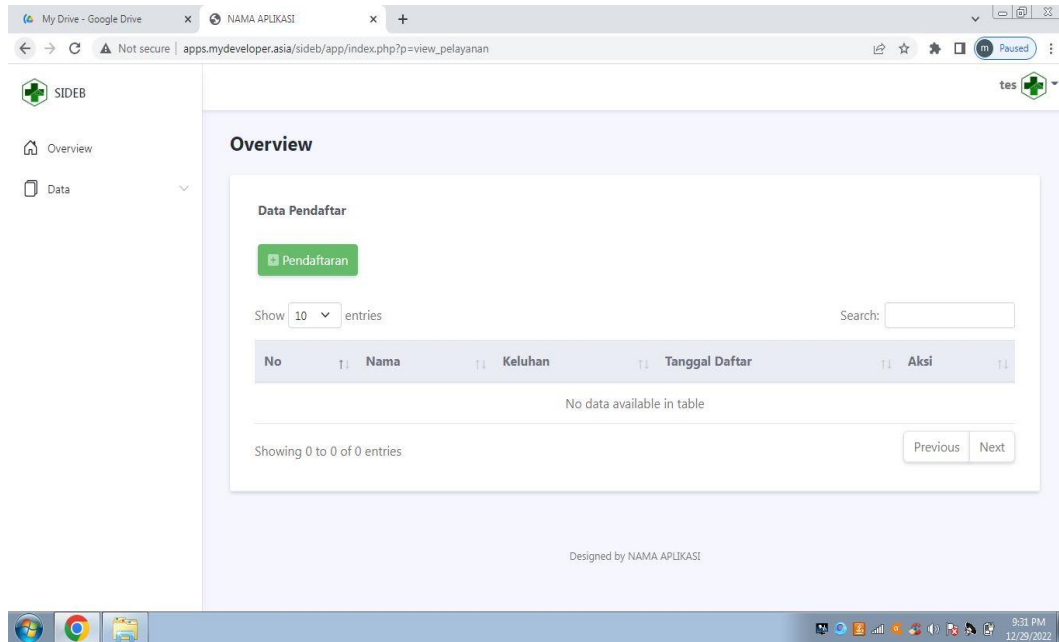 My Drive - Google Drive
NAMA APLIKASI
Not secure | apps.mydeveloper.asia/sideb/app/index.php?p=view_pelayanan
m Paused
SIDEB
tes
Overview
Data
Overview
Data Pendaftar
Pendaftaran
Show 10 entries
Search:
No Nama Keluhan Tanggal Daftar Aksi
No data available in table
Showing 0 to 0 of 0 entries
Previous Next
Designed by NAMA APLIKASI
9:31 PM
12/29/2022